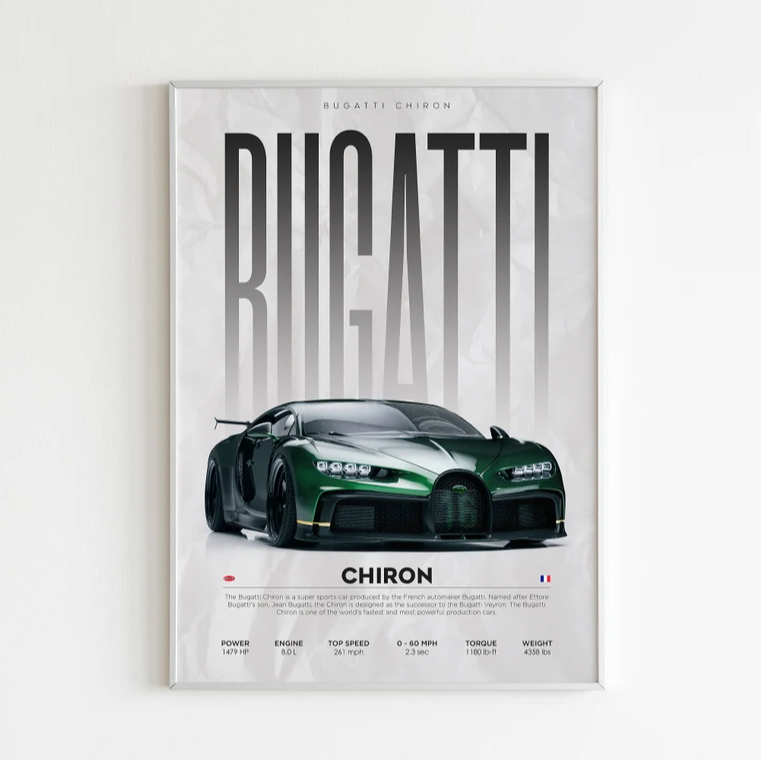 BUGATTI CHIRON
BUGATTI
CHIRON
The Bugatti Chiron is a super sports car produced by the French automaker Bugatti. Named after Ettore
Bugatti's son, Jean Bugatti, the Chiron is designed as the successor to the Bugatti Veyron. The Bugatti
Chiron is one of the world's fastest and most powerful production cars.
POWER ENGINE TOP SPEED 0 - 60 MPH TORQUE WEIGHT
1479 HP 8.0 L 261 mph 2.3 sec 1180 lb-ft 4358 lbs